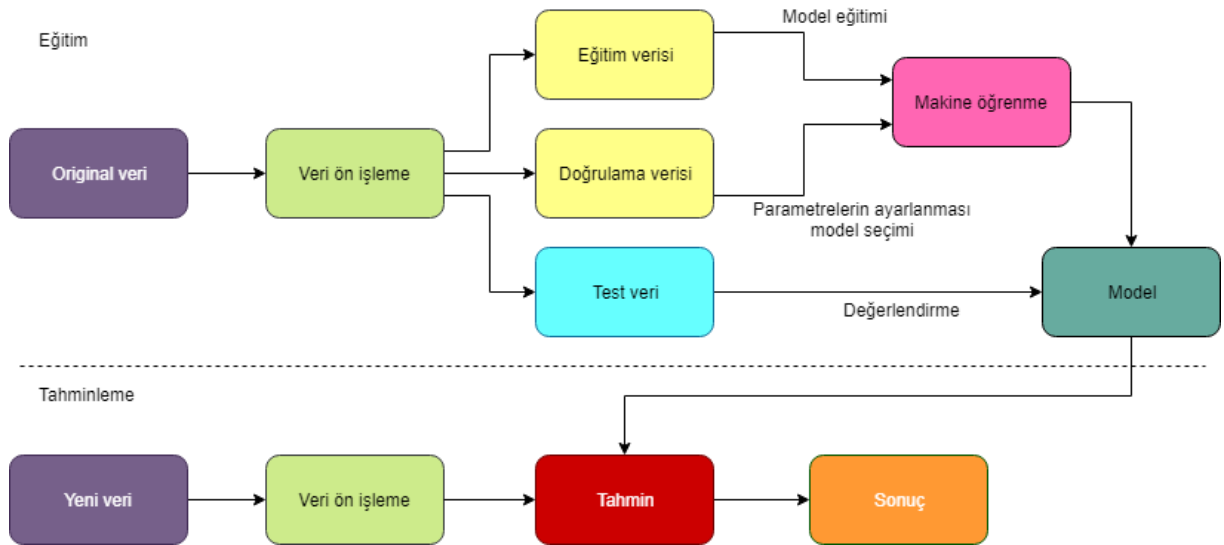 Eğitim
Original veri
Veri ön işleme
Eğitim verisi
Doğrulama verisi
Test veri
Model eğitimi
Parametrelerin ayarlanması
model seçimi
Makine öğrenme
Değerlendirme
Model
Tahminleme
Yeni veri
Veri ön işleme
Tahmin
Sonuç